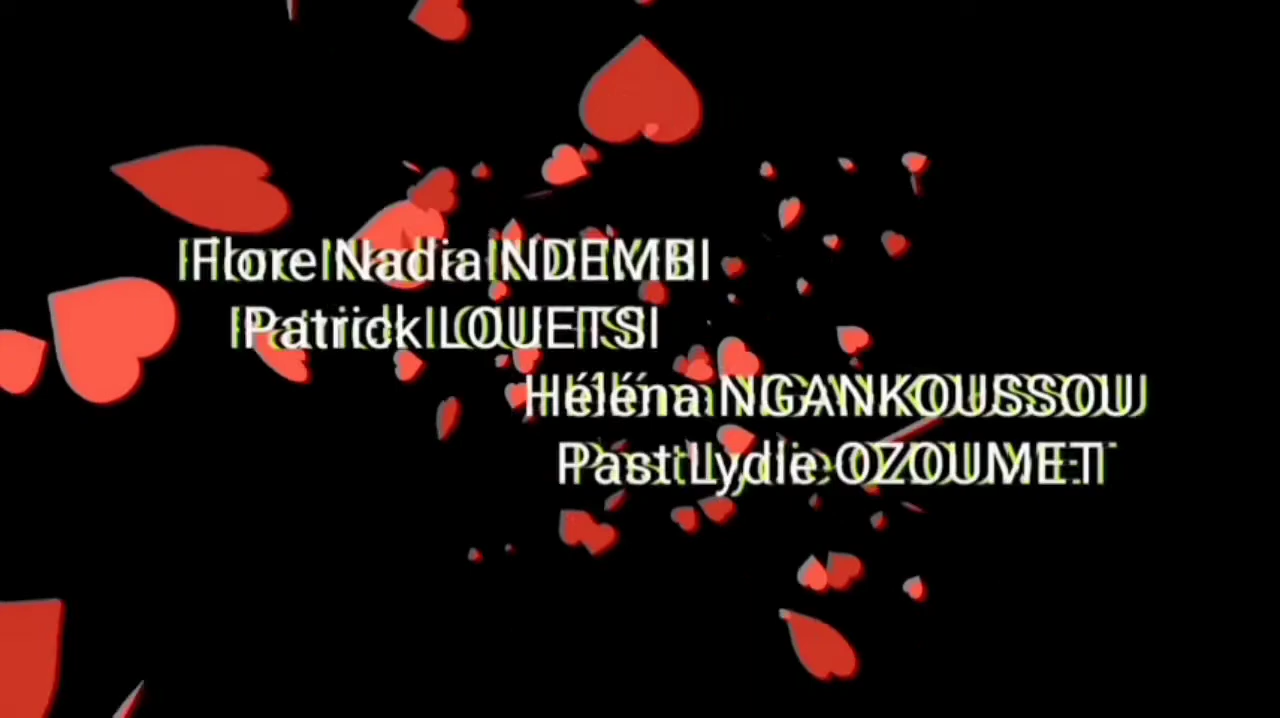 Flore Nadia NDEMBI
Patrick LOUETSI
Héléna NGANKOUSSOU
Past Lydie OZOUMET